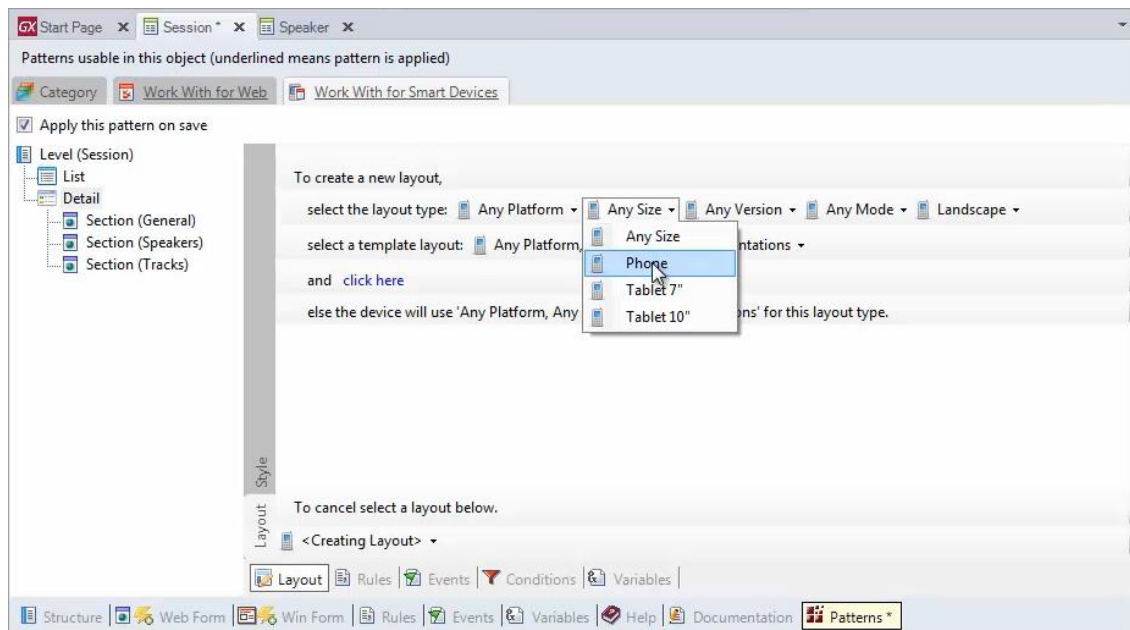 GX Start Page X Session * X Speaker X
Patterns usable in this object (underlined means pattern is applied)
Category Work With for Web Work With for Smart Devices
Apply this pattern on save
Level (Session)
List
Detail
Section (General)
Section (Speakers)
Section (Tracks)
To create a new layout,
select the layout type: Any Platform Any Size Any Version Any Mode Landscape
Any Size
Phone
Tablet 7"
Tablet 10"
select a template layout: Any Platform, ntations
and click here
else the device will use 'Any Platform, Any ons' for this layout type.
Style
Layout
To cancel select a layout below.
<Creating Layout>
Layout Rules Events Conditions Variables
Structure Web Form Win Form Rules Events Variables Help Documentation Patterns *